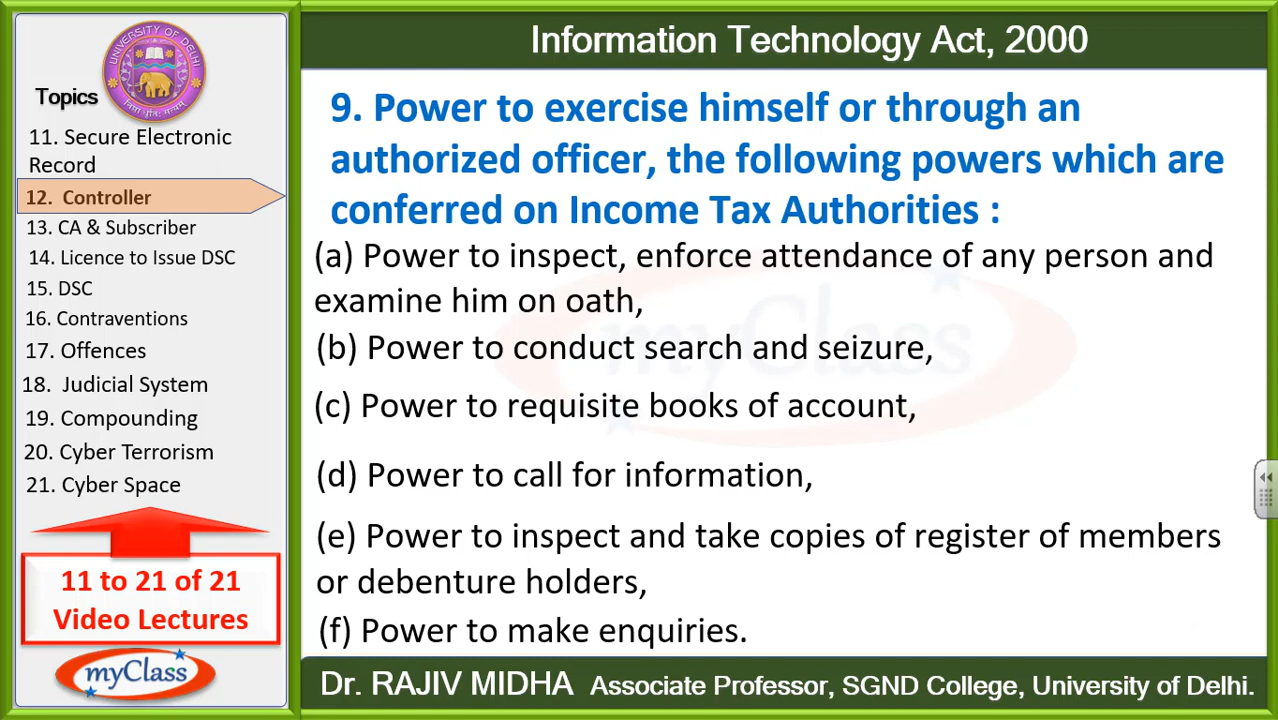 Information Technology Act, 2000
UNIVERSITY OF DELHI
Topics
11. Secure Electronic
Record
12. Controller
13. CA & Subscriber
14. Licence to Issue DSC
15. DSC
16. Contraventions
17. Offences
18. Judicial System
19. Compounding
20. Cyber Terrorism
21. Cyber Space
11 to 21 of 21
Video Lectures
myClass
9. Power to exercise himself or through an
authorized officer, the following powers which are
conferred on Income Tax Authorities :
(a) Power to inspect, enforce attendance of any person and
examine him on oath,
(b) Power to conduct search and seizure,
(c) Power to requisite books of account,
(d) Power to call for information,
(e) Power to inspect and take copies of register of members
or debenture holders,
(f) Power to make enquiries.
myClass
Dr. RAJIV MIDHA Associate Professor, SGND College, University of Delhi.